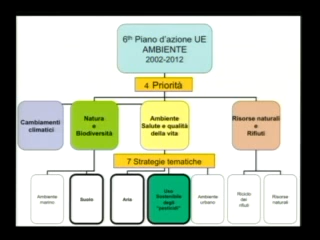 6th Piano d'azione UE
AMBIENTE
2002-2012
4 Priorità
Cambiamenti
climatici
Natura
e
Biodiversità
Ambiente
Salute e qualità
della vita
Risorse naturali
e
Rifiuti
7 Strategie tematiche
Ambiente
marino
Suolo
Aria
Uso
Sostenibile
degli
"pesticidi"
Ambiente
urbano
Riciclo
dei
rifiuti
Risorse
naturali